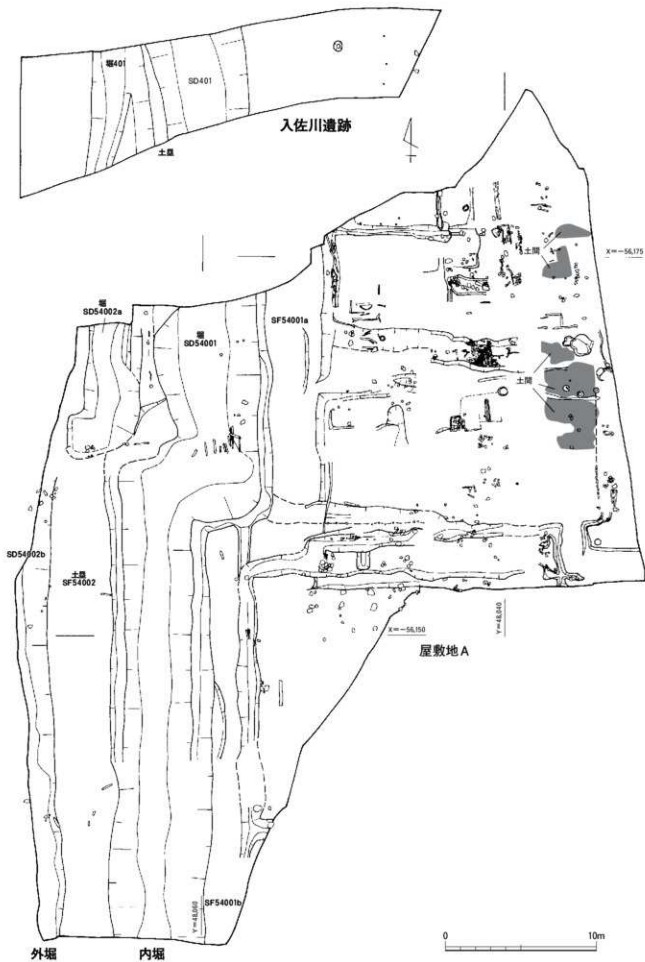 堀401
SD401
土塁
入佐川遺跡
土間
X=-56,175
堀
SD54002a
堀
SD54001
SF54001a
土間
SD54002b
土塁
SF54002
X=-56,150
Y=48,040
屋敷地A
Y=48,060
SF54001b
外堀
内堀
0
10m